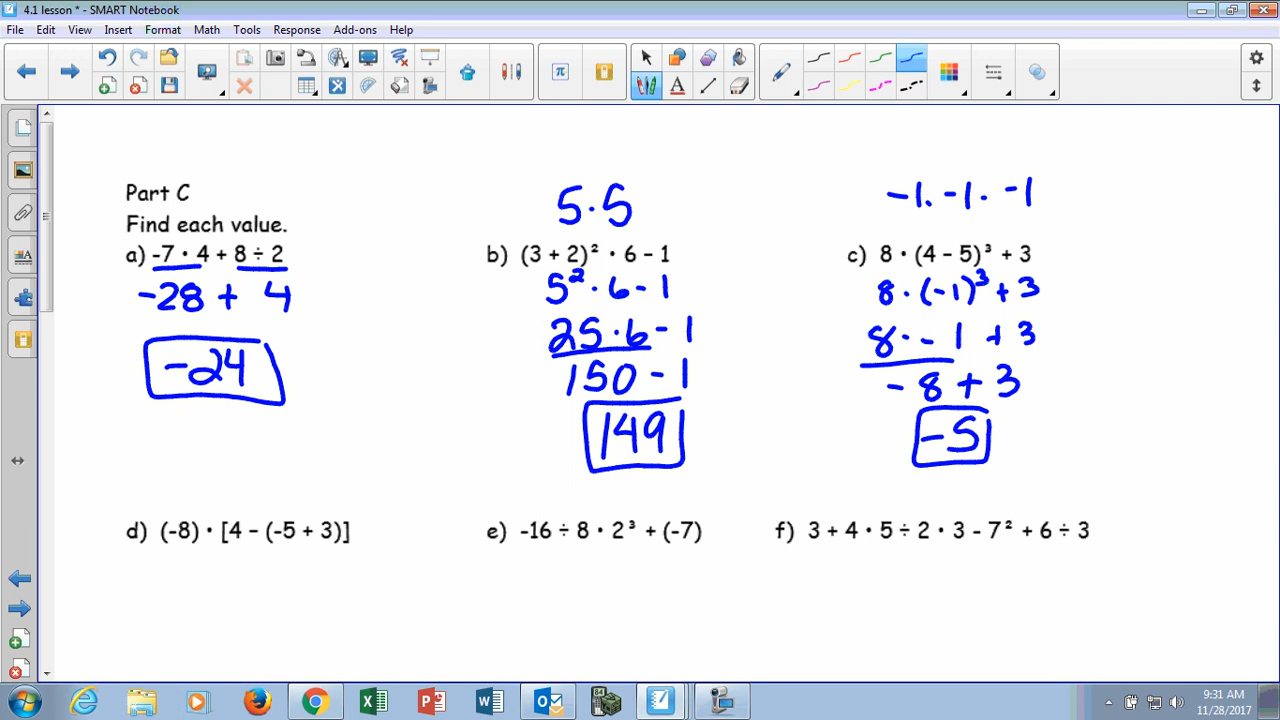 4.1 lesson * - SMART Notebook
File Edit View Insert Format Math Tools Response Add-ons Help
Part C
Find each value.
5 · 5
-1 · -1 · -1
a) -7 · 4 + 8 ÷ 2
b) (3 + 2)² · 6 - 1
c) 8 · (4 - 5)³ + 3
-28 + 4
5² · 6 - 1
8 · (-1)³ + 3
25 · 6 - 1
8 · -1 + 3
-24
150 - 1
-8 + 3
149
-5
d) (-8) · [4 - (-5 + 3)]
e) -16 ÷ 8 · 2³ + (-7)
f) 3 + 4 · 5 ÷ 2 · 3 - 7² + 6 ÷ 3
9:31 AM
11/28/2017